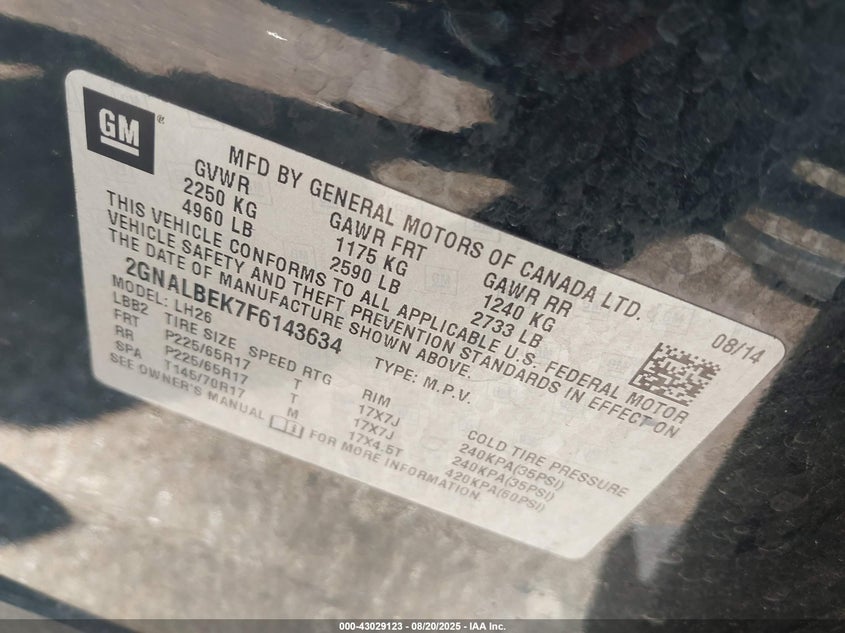 GM®
MFD BY GENERAL MOTORS OF CANADA LTD. 08/14
GVWR GAWR FRT GAWR RR
2250 KG 1175 KG 1240 KG
4960 LB 2590 LB 2733 LB
THIS VEHICLE CONFORMS TO ALL APPLICABLE U.S. FEDERAL MOTOR
VEHICLE SAFETY AND THEFT PREVENTION STANDARDS IN EFFECT ON
THE DATE OF MANUFACTURE SHOWN ABOVE.
2GNALBEK7F6143634 TYPE: M.P.V.
MODEL: LH26
LBB2 TIRE SIZE SPEED RTG RIM COLD TIRE PRESSURE
FRT P225/65R17 T 17X7J 240KPA(35PSI)
RR P225/65R17 T 17X7J 240KPA(35PSI)
SPA T145/70R17 M 17X4.5T 420KPA(60PSI)
SEE OWNER'S MANUAL FOR MORE INFORMATION.
000-43029123 - 08/20/2025 - IAA Inc.